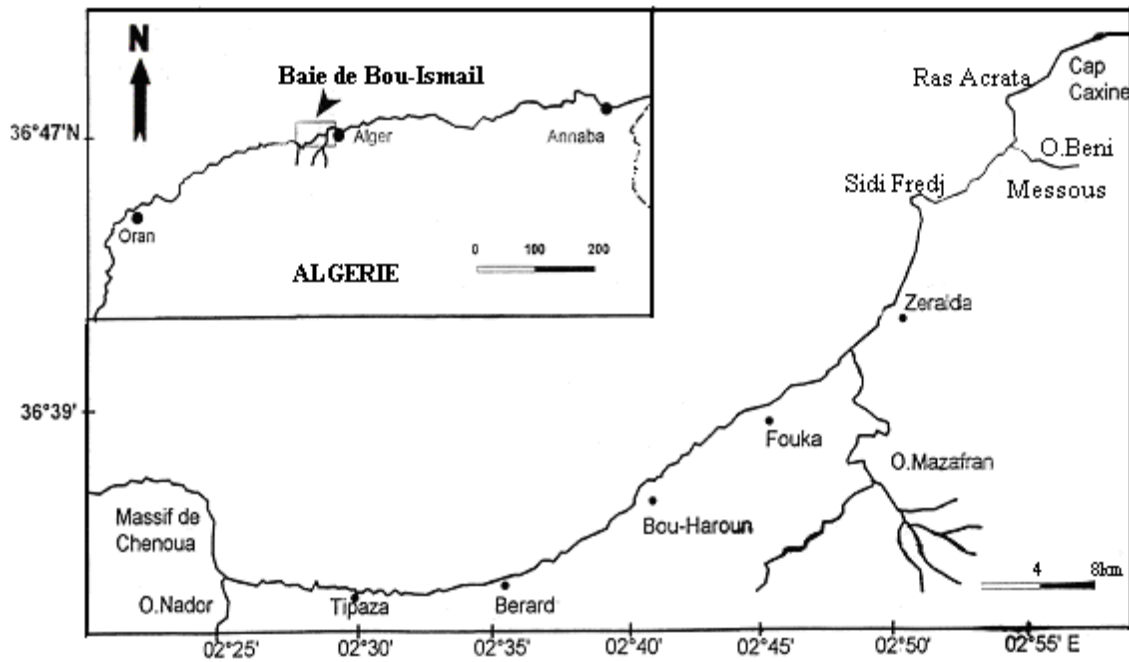 N
Baie de Bou-Ismail
36°47'N
Alger
Annaba
Oran
0 100 200
ALGERIE
Ras Acrata
Cap
Caxine
O.Beni
Messous
Sidi Fredj
Zeralda
36°39'
Fouka
O.Mazafran
Bou-Haroun
Massif de
Chenoua
4 8km
O.Nador
Tipaza
Berard
02°25' 02°30' 02°35' 02°40' 02°45' 02°50' 02°55' E